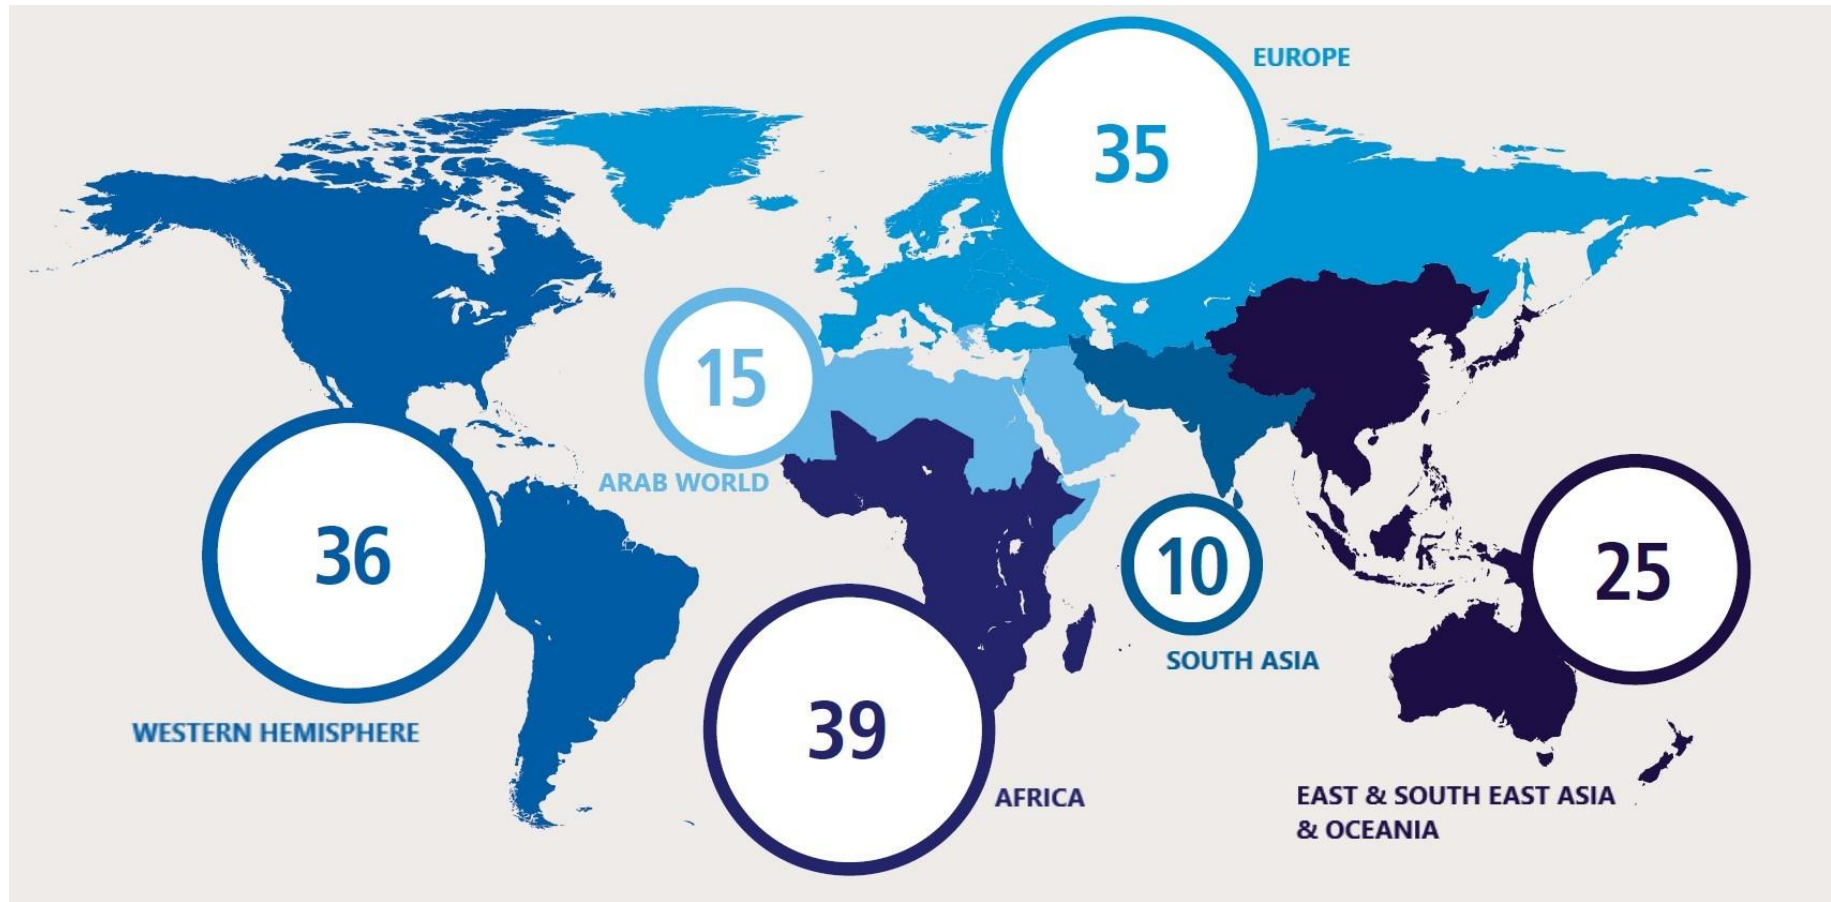 EUROPE
35
15
ARAB WORLD
36
WESTERN HEMISPHERE
39
AFRICA
10
SOUTH ASIA
25
EAST & SOUTH EAST ASIA
& OCEANIA